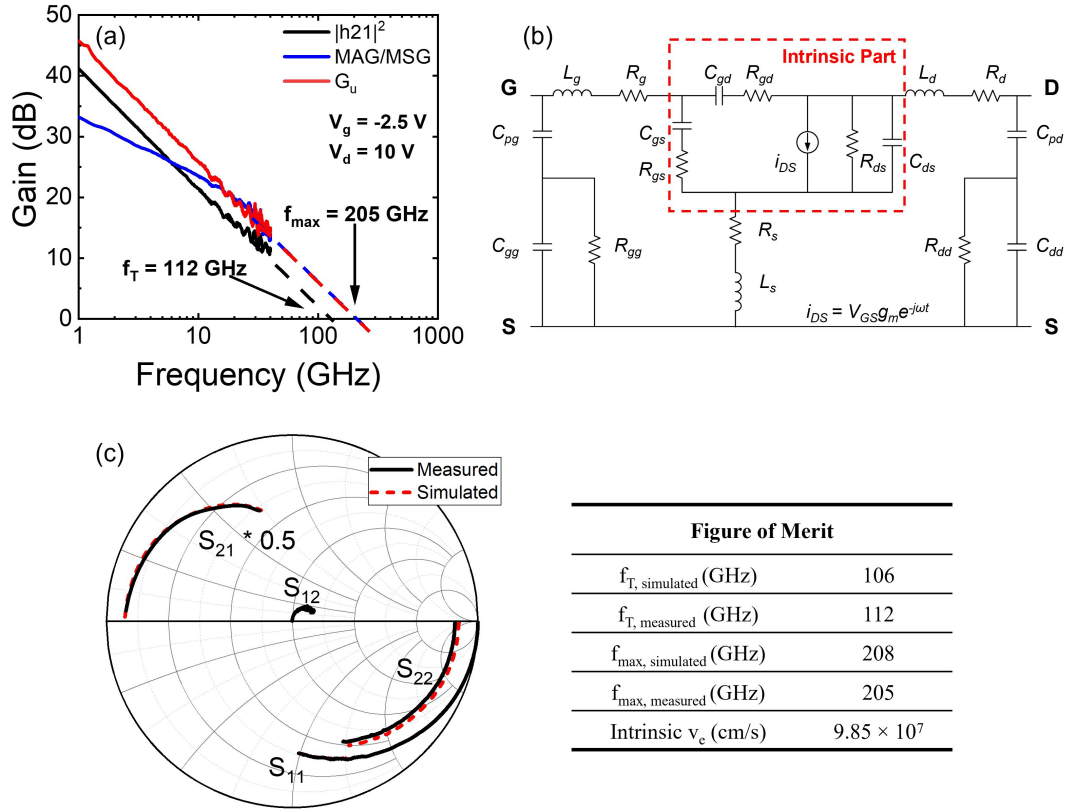 (a)
|h21|²
MAG/MSG
Gᵤ
V_g = -2.5 V
V_d = 10 V
f_max = 205 GHz
f_T = 112 GHz
50
40
30
20
10
0
Gain (dB)
1
10
100
1000
Frequency (GHz)
(b)
Intrinsic Part
G
L_g
R_g
C_gd
R_gd
L_d
R_d
D
C_pg
C_gs
R_gs
i_DS
R_ds
C_ds
C_pd
C_gg
R_gg
R_s
L_s
R_dd
C_dd
S
i_DS = V_GS g_m e^-jωt
S
(c)
Measured
Simulated
S₂₁ * 0.5
S₁₂
S₂₂
S₁₁
Figure of Merit
f_T, simulated (GHz) 106
f_T, measured (GHz) 112
f_max, simulated (GHz) 208
f_max, measured (GHz) 205
Intrinsic v_e (cm/s) 9.85 × 10⁷